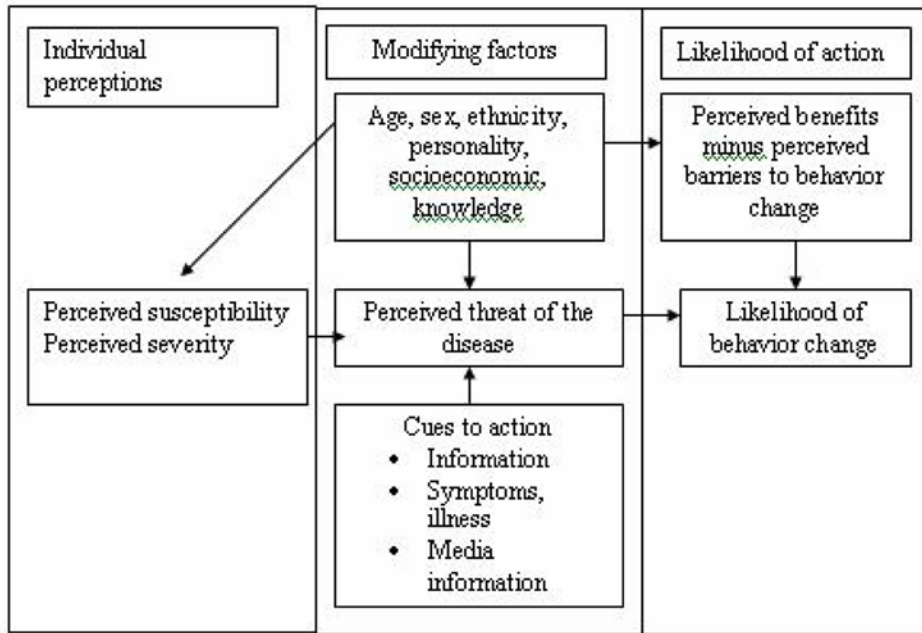 Individual
perceptions
Modifying factors
Likelihood of action
Age, sex, ethnicity,
personality,
socioeconomic,
knowledge
Perceived benefits
minus perceived
barriers to behavior
change
Perceived susceptibility
Perceived severity
Perceived threat of the
disease
Likelihood of
behavior change
Cues to action
• Information
• Symptoms,
illness
• Media
information